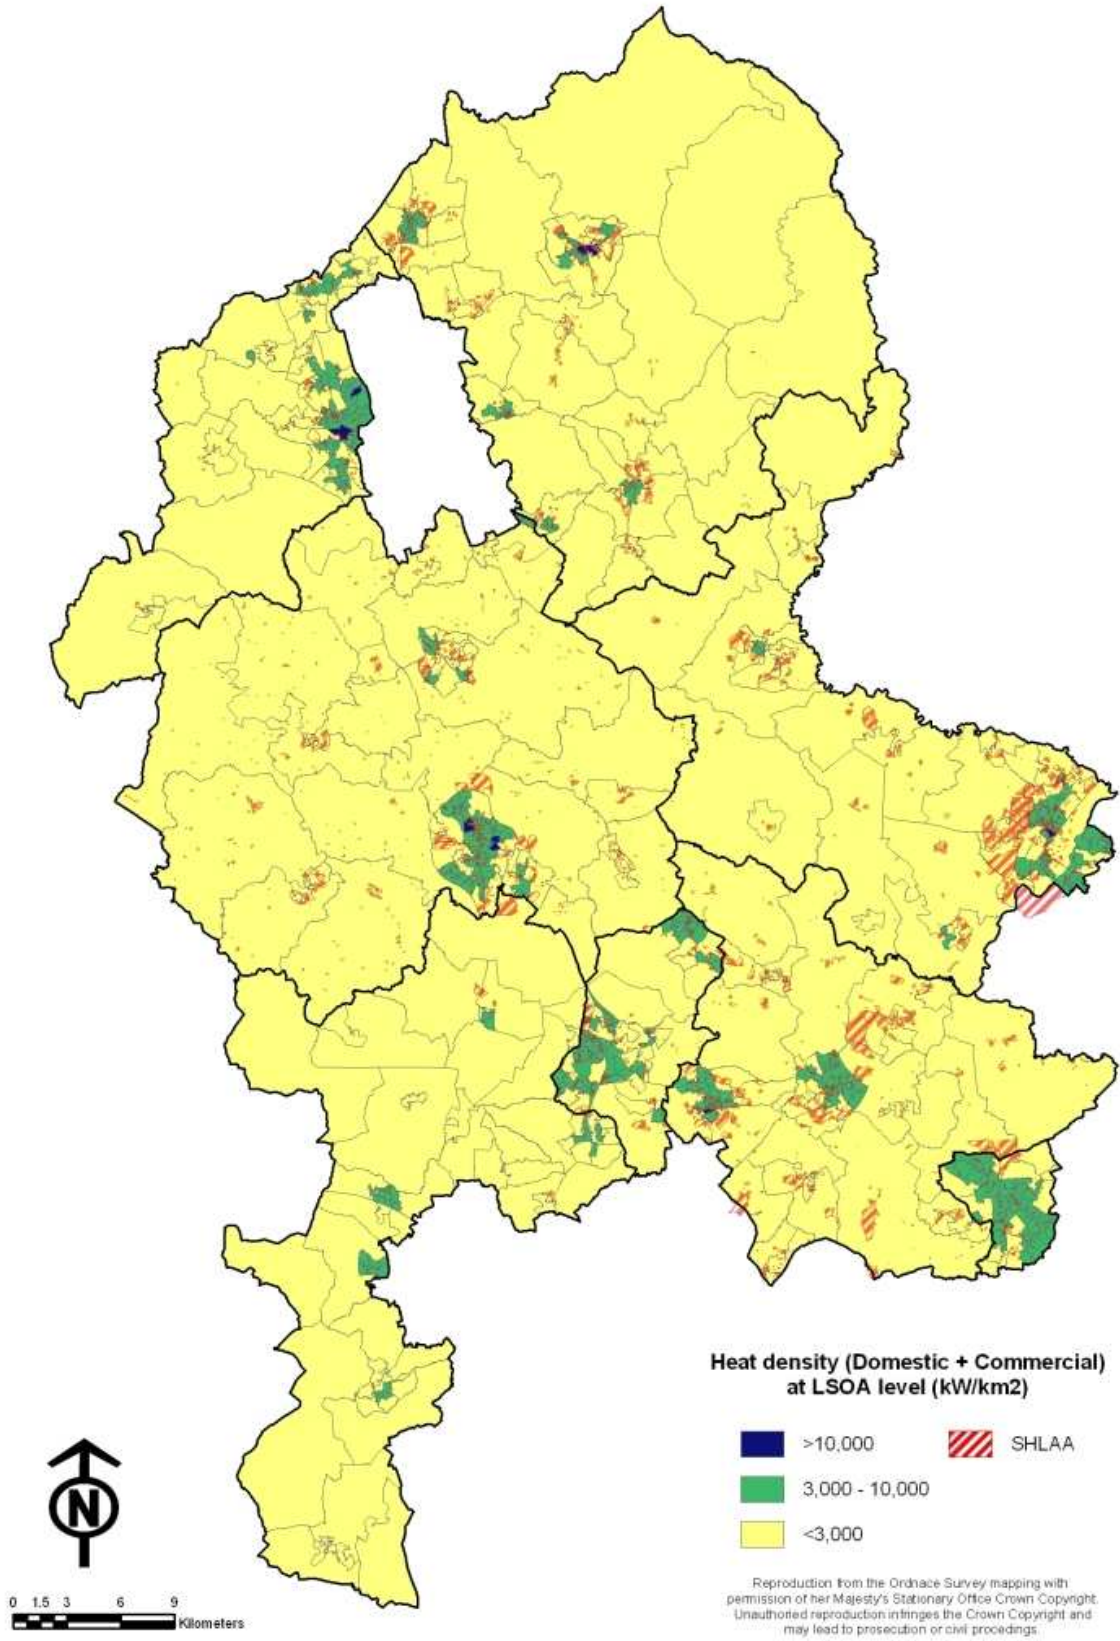 Heat density (Domestic + Commercial)
at LSOA level (kW/km2)
>10,000
SHLAA
3,000 - 10,000
<3,000
N
0 1.5 3 6 9
Kilometers
Reproduction from the Ordnace Survey mapping with
permission of her Majesty's Stationary Office Crown Copyright.
Unauthoried reproduction infringes the Crown Copyright and
may lead to prosecution or civil procedings.